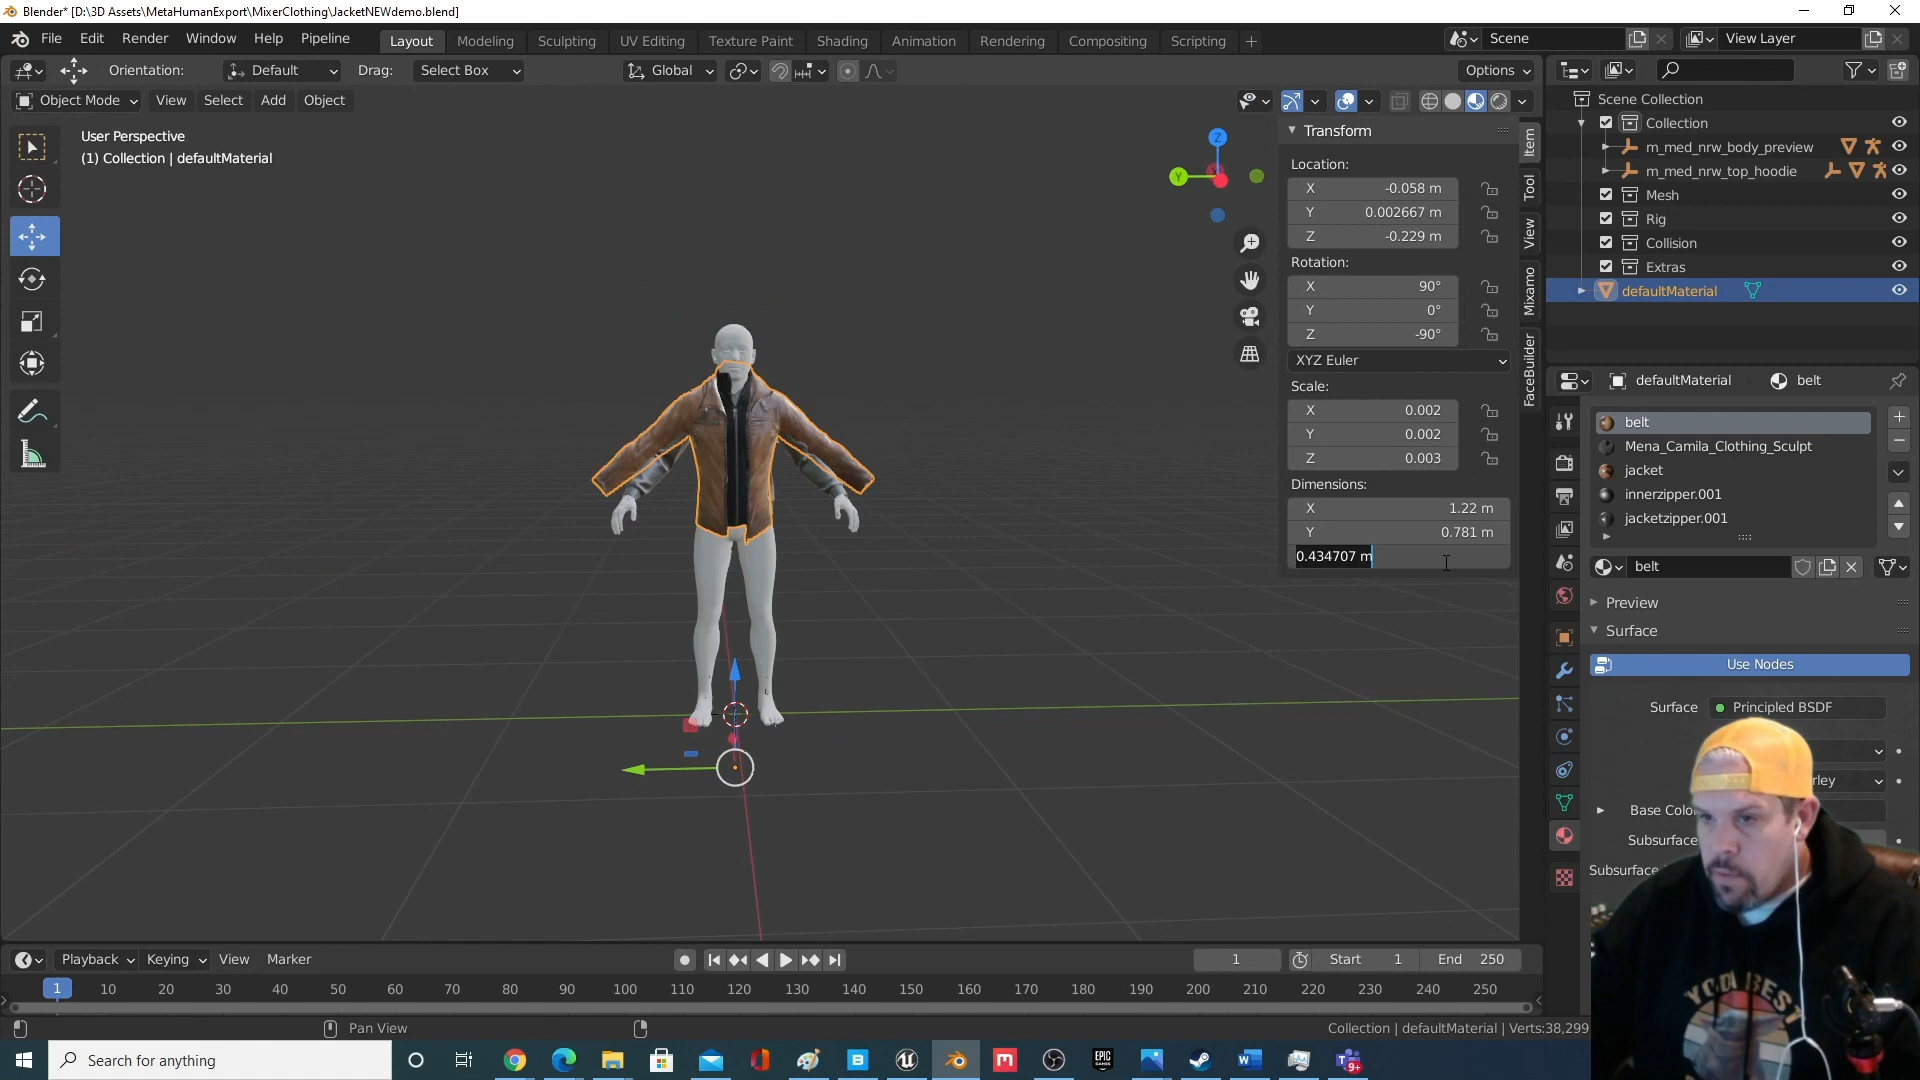 Blender* [D:\3D Assets\MetaHumanExport\MixerClothing\JacketNEWdemo.blend]
File Edit Render Window Help Pipeline Layout Modeling Sculpting UV Editing Texture Paint Shading Animation Rendering Compositing Scripting + Scene View Layer
Orientation: Default Drag: Select Box Global Options
Object Mode View Select Add Object
User Perspective
(1) Collection | defaultMaterial
Z
Y
Transform
Location:
X -0.058 m
Y 0.002667 m
Z -0.229 m
Rotation:
X 90°
Y 0°
Z -90°
XYZ Euler
Scale:
X 0.002
Y 0.002
Z 0.003
Dimensions:
X 1.22 m
Y 0.781 m
0.434707 m
Item
Tool
View
Mixamo
FaceBuilder
Scene Collection
Collection
m_med_nrw_body_preview
m_med_nrw_top_hoodie
Mesh
Rig
Collision
Extras
defaultMaterial
defaultMaterial belt
belt
Mena_Camila_Clothing_Sculpt
jacket
innerzipper.001
jacketzipper.001
belt
Preview
Surface
Use Nodes
Surface Principled BSDF
rley
Base Colo
Subsurface
Subsurface
Playback Keying View Marker 1 Start 1 End 250
1 10 20 30 40 50 60 70 80 90 100 110 120 130 140 150 160 170 180 190 200 210 220 230 240 250
Pan View Collection | defaultMaterial | Verts:38,299
Search for anything
EPIC
GAMES
9+